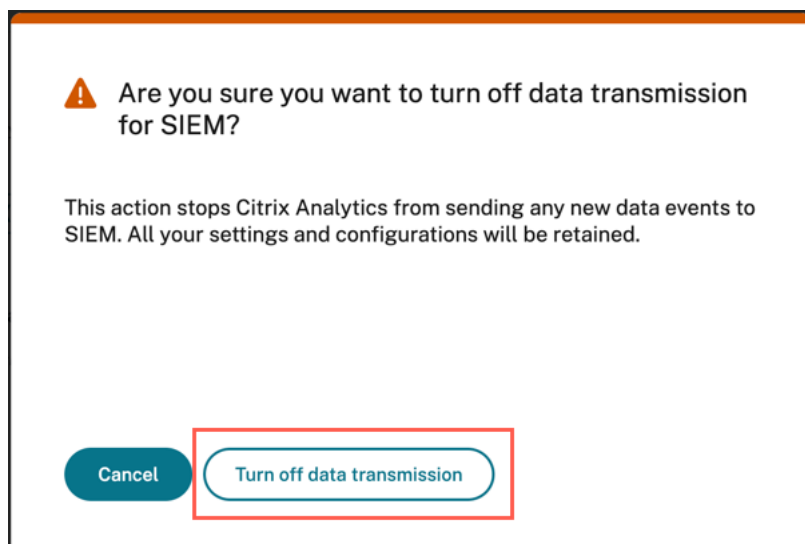 Are you sure you want to turn off data transmission
for SIEM?
This action stops Citrix Analytics from sending any new data events to
SIEM. All your settings and configurations will be retained.
Cancel
Turn off data transmission